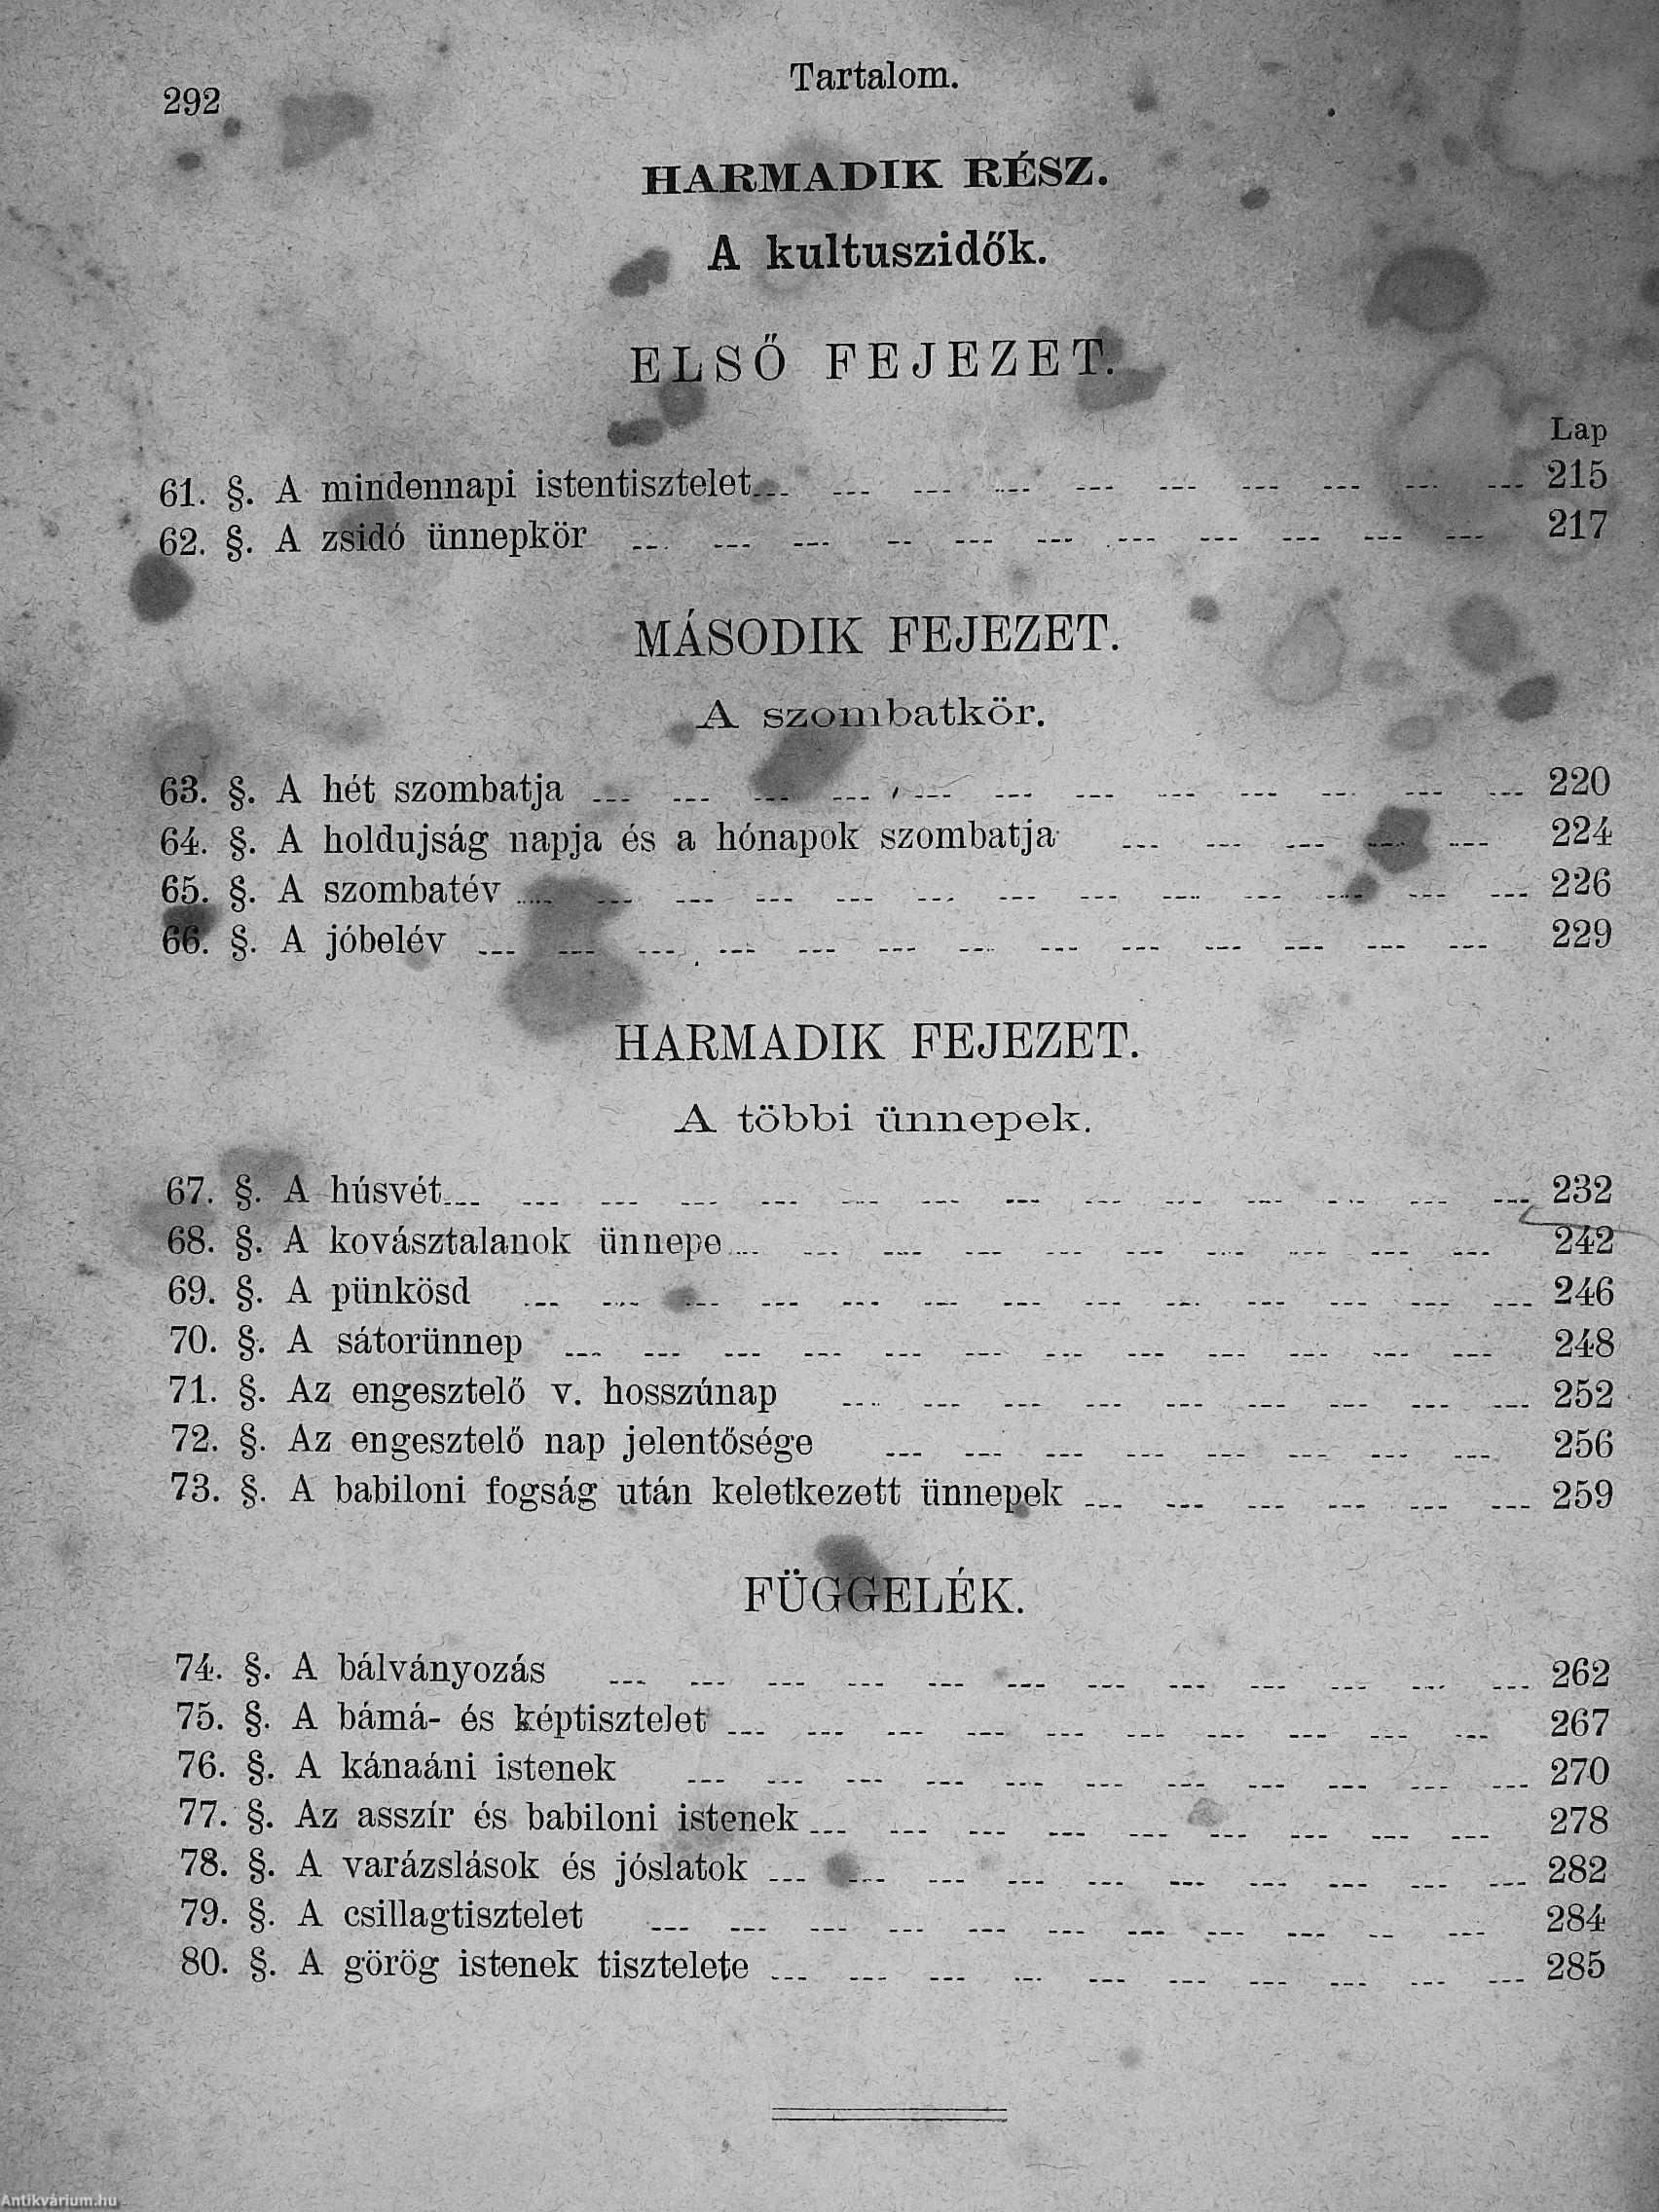 292
Tartalom.
HARMADIK RÉSZ.
A kultuszidők.
ELSŐ FEJEZET.
Lap
61. §. A mindennapi istentisztelet 215
62. §. A zsidó ünnepkör 217
MÁSODIK FEJEZET.
A szombatkör.
63. §. A hét szombatja 220
64. §. A holdujság napja és a hónapok szombatja 224
65. §. A szombatév 226
66. §. A jóbelév 229
HARMADIK FEJEZET.
A többi ünnepek.
67. §. A húsvét 232
68. §. A kovásztalanok ünnepe 242
69. §. A pünkösd 246
70. §. A sátorünnep 248
71. §. Az engesztelő v. hosszúnap 252
72. §. Az engesztelő nap jelentősége 256
73. §. A babiloni fogság után keletkezett ünnepek 259
FÜGGELÉK.
74. §. A bálványozás 262
75. §. A bámá- és képtisztelet 267
76. §. A kánaáni istenek 270
77. §. Az asszír és babiloni istenek 278
78. §. A varázslások és jóslatok 282
79. §. A csillagtisztelet 284
80. §. A görög istenek tisztelete 285
Antikvárium.hu